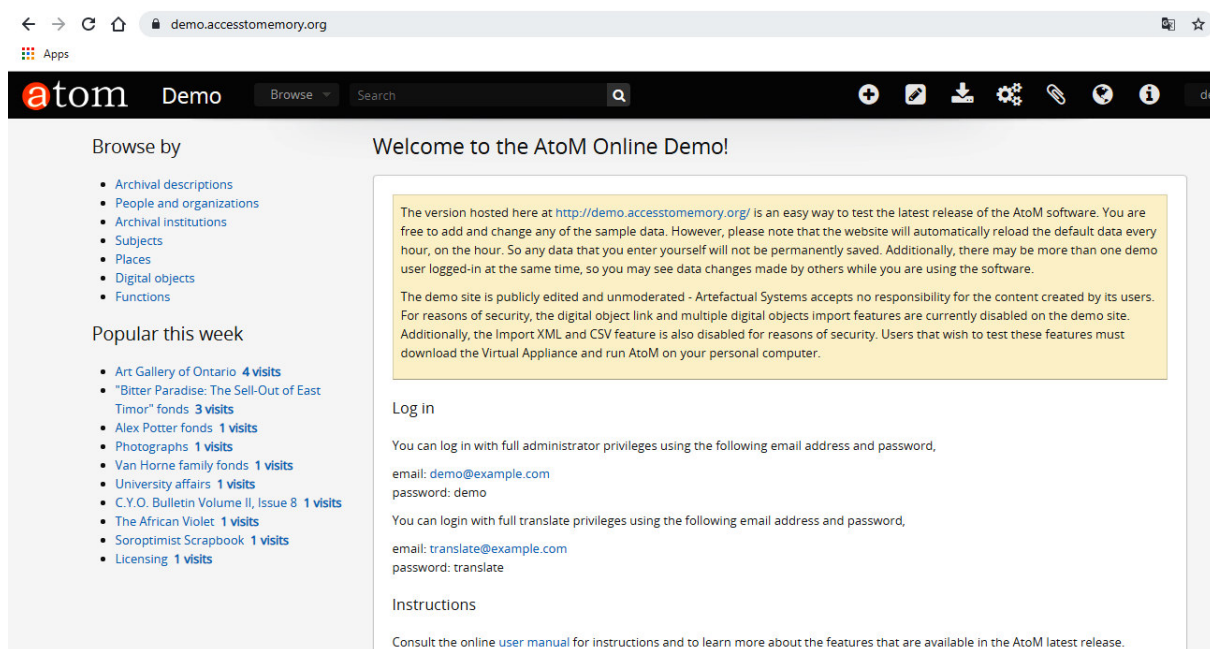 demo.accesstomemory.org
Apps
atom Demo Browse Search
Browse by
Archival descriptions
People and organizations
Archival institutions
Subjects
Places
Digital objects
Functions
Popular this week
Art Gallery of Ontario 4 visits
"Bitter Paradise: The Sell-Out of East
Timor" fonds 3 visits
Alex Potter fonds 1 visits
Photographs 1 visits
Van Horne family fonds 1 visits
University affairs 1 visits
C.Y.O. Bulletin Volume II, Issue 8 1 visits
The African Violet 1 visits
Soroptimist Scrapbook 1 visits
Licensing 1 visits
Welcome to the AtoM Online Demo!
The version hosted here at http://demo.accesstomemory.org/ is an easy way to test the latest release of the AtoM software. You are
free to add and change any of the sample data. However, please note that the website will automatically reload the default data every
hour, on the hour. So any data that you enter yourself will not be permanently saved. Additionally, there may be more than one demo
user logged-in at the same time, so you may see data changes made by others while you are using the software.
The demo site is publicly edited and unmoderated - Artefactual Systems accepts no responsibility for the content created by its users.
For reasons of security, the digital object link and multiple digital objects import features are currently disabled on the demo site.
Additionally, the Import XML and CSV feature is also disabled for reasons of security. Users that wish to test these features must
download the Virtual Appliance and run AtoM on your personal computer.
Log in
You can log in with full administrator privileges using the following email address and password,
email: demo@example.com
password: demo
You can login with full translate privileges using the following email address and password,
email: translate@example.com
password: translate
Instructions
Consult the online user manual for instructions and to learn more about the features that are available in the AtoM latest release.